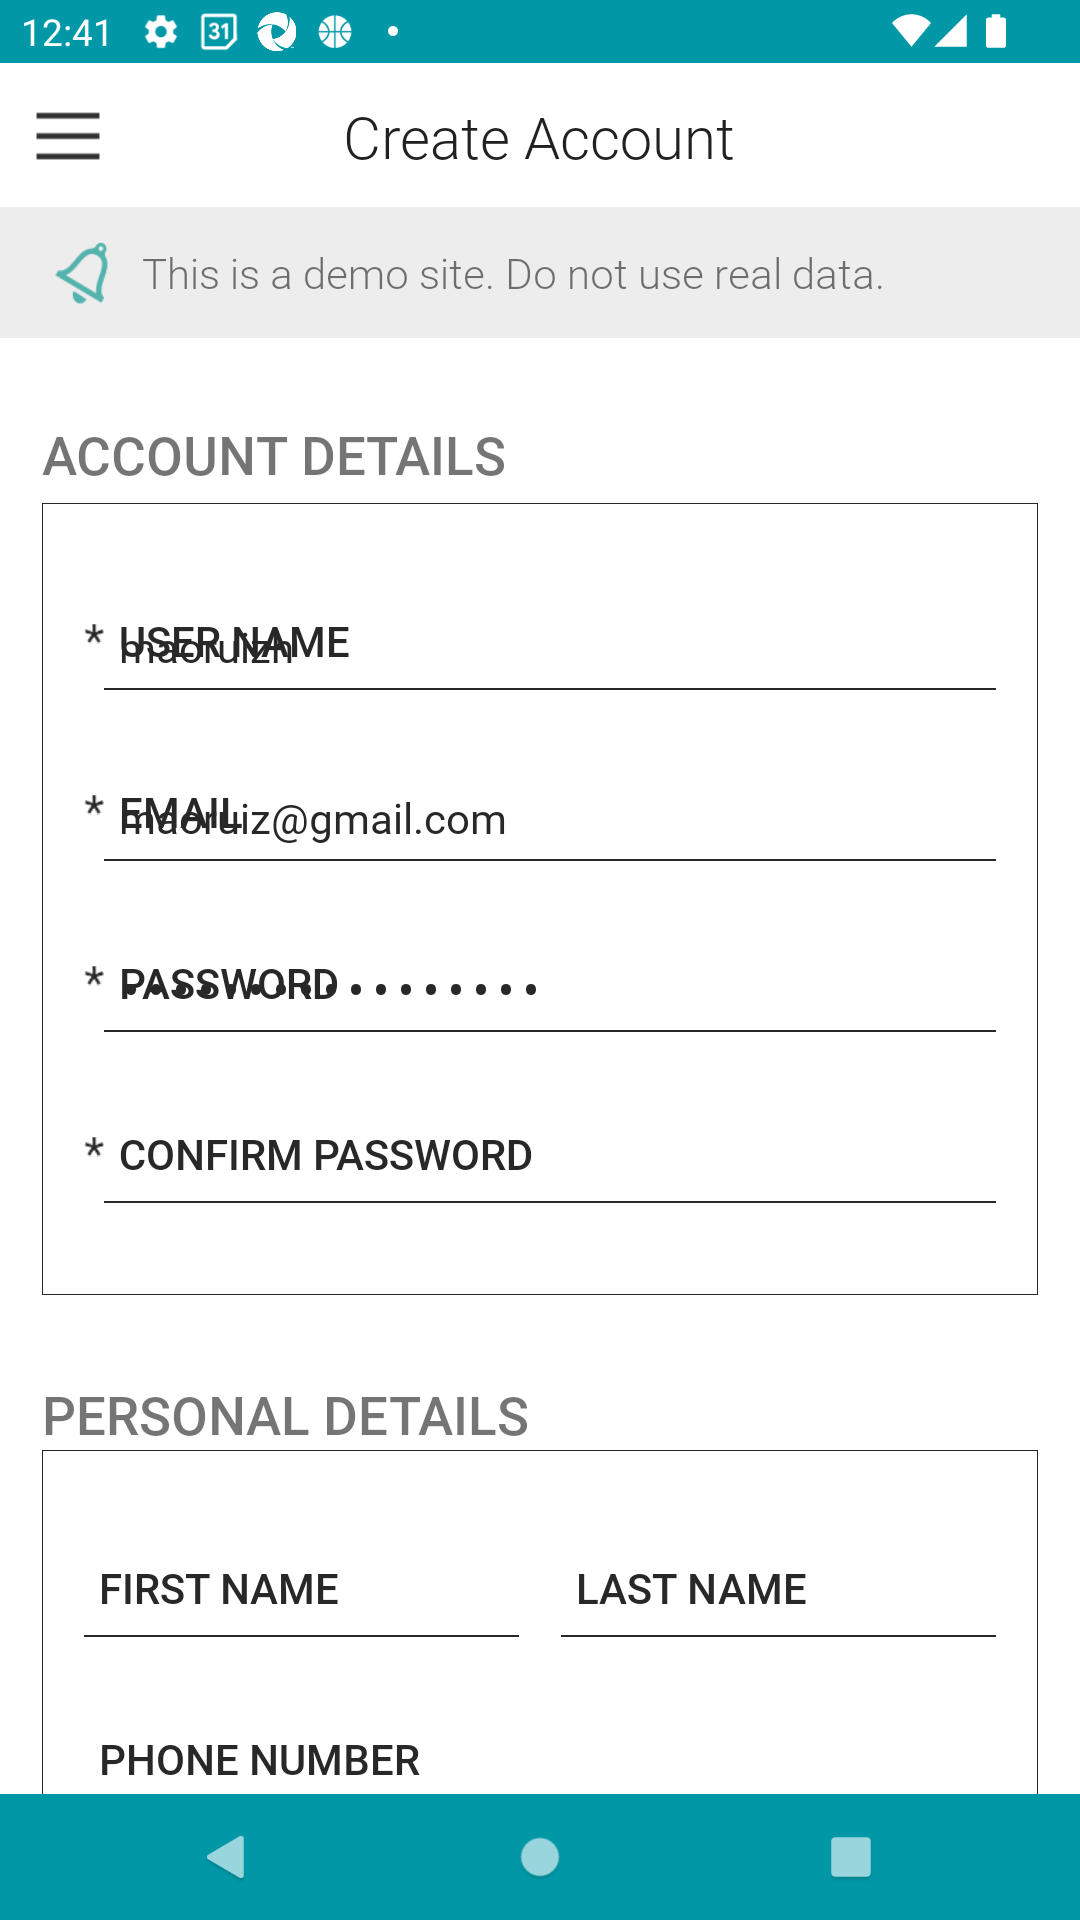 12:41 31
Create Account
This is a demo site. Do not use real data.
ACCOUNT DETAILS
* USER NAME
maoruizh
* EMAIL
maoruiz@gmail.com
* PASSWORD
•••••••••••••••••
* CONFIRM PASSWORD
PERSONAL DETAILS
FIRST NAME LAST NAME
PHONE NUMBER